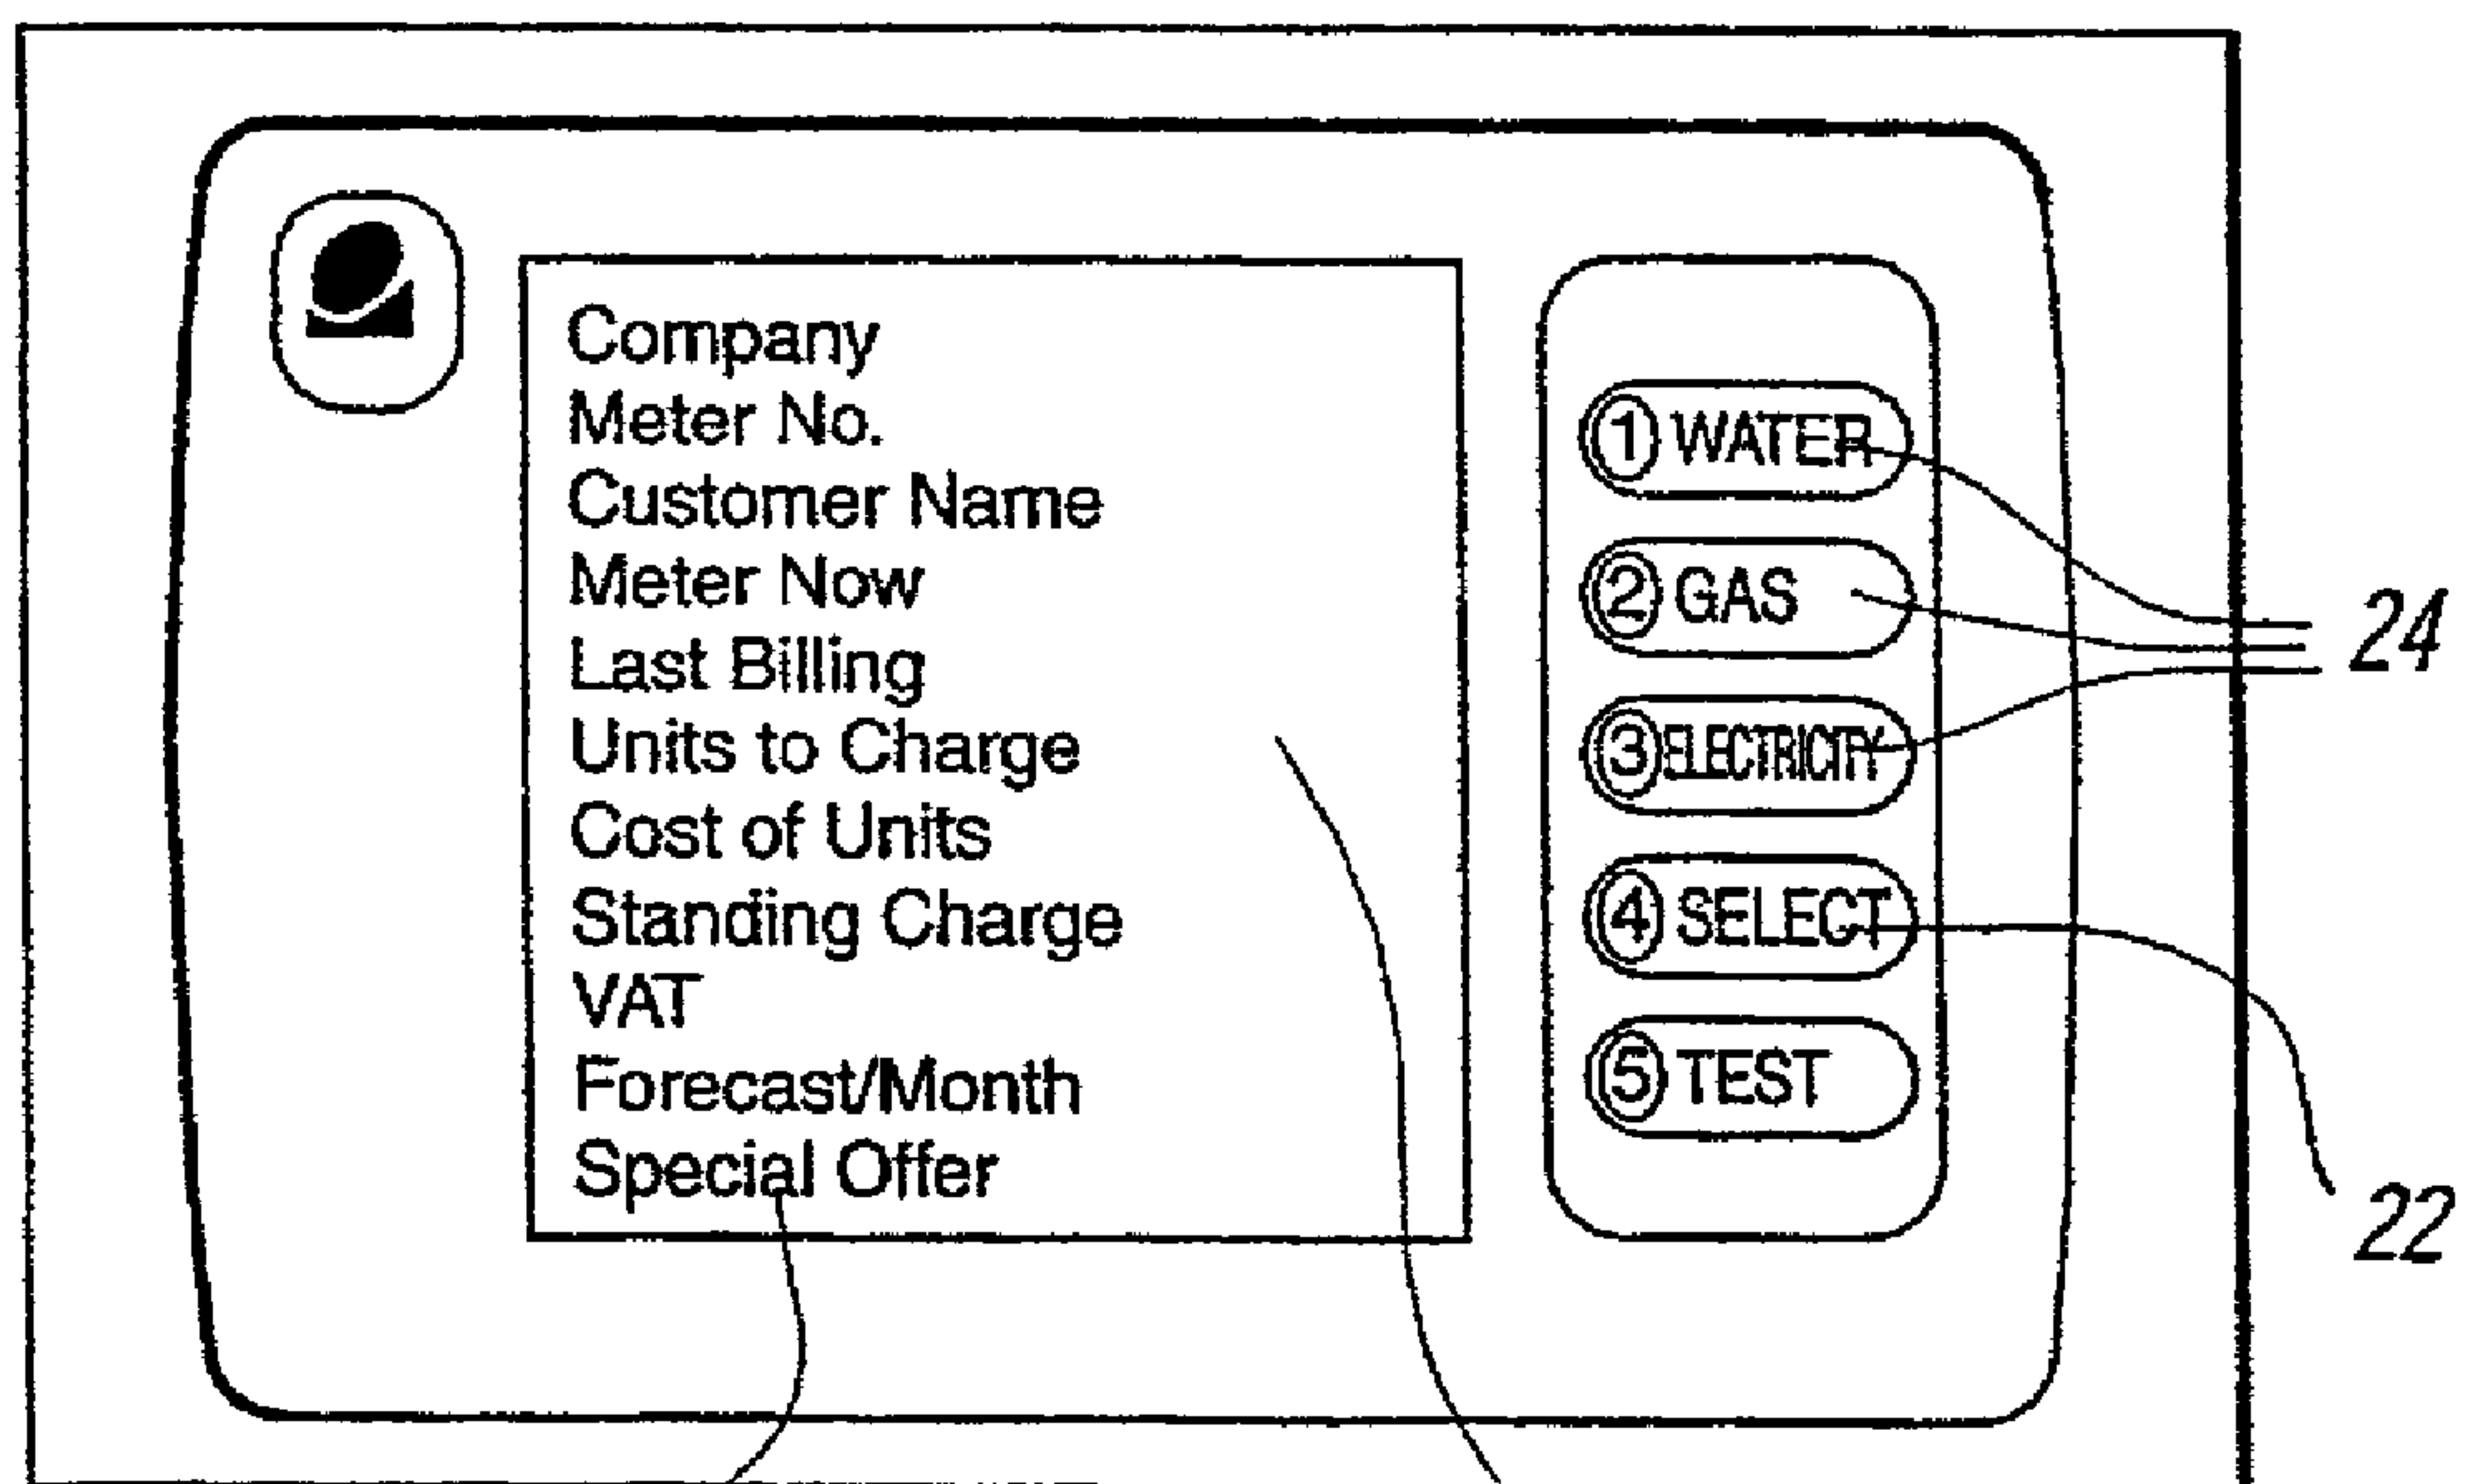 Company
Meter No.
Customer Name
Meter Now
Last Billing
Units to Charge
Cost of Units
Standing Charge
VAT
Forecast/Month
Special Offer
1 WATER
2 GAS
3 ELECTRICITY
4 SELECT
5 TEST
24
22